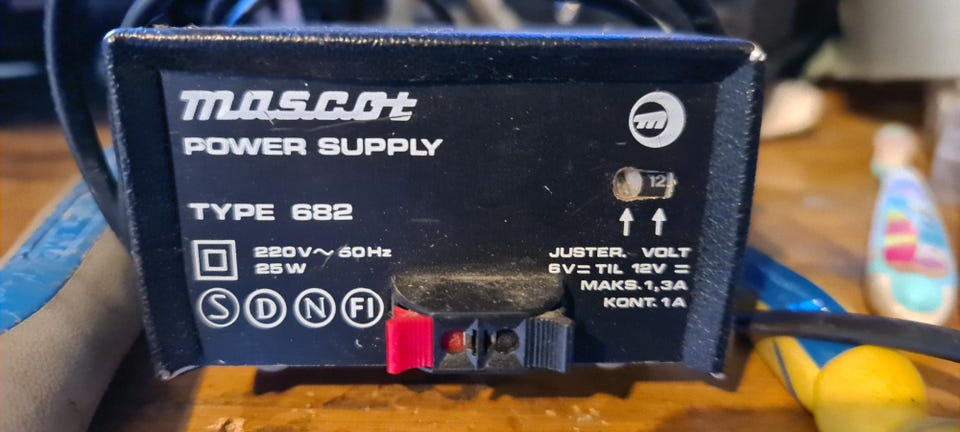 mascot
m
POWER SUPPLY
12
TYPE 682
220V~ 50Hz
25W
JUSTER. VOLT
6V= TIL 12V=
MAKS. 1,3A
KONT. 1A
S D N FI